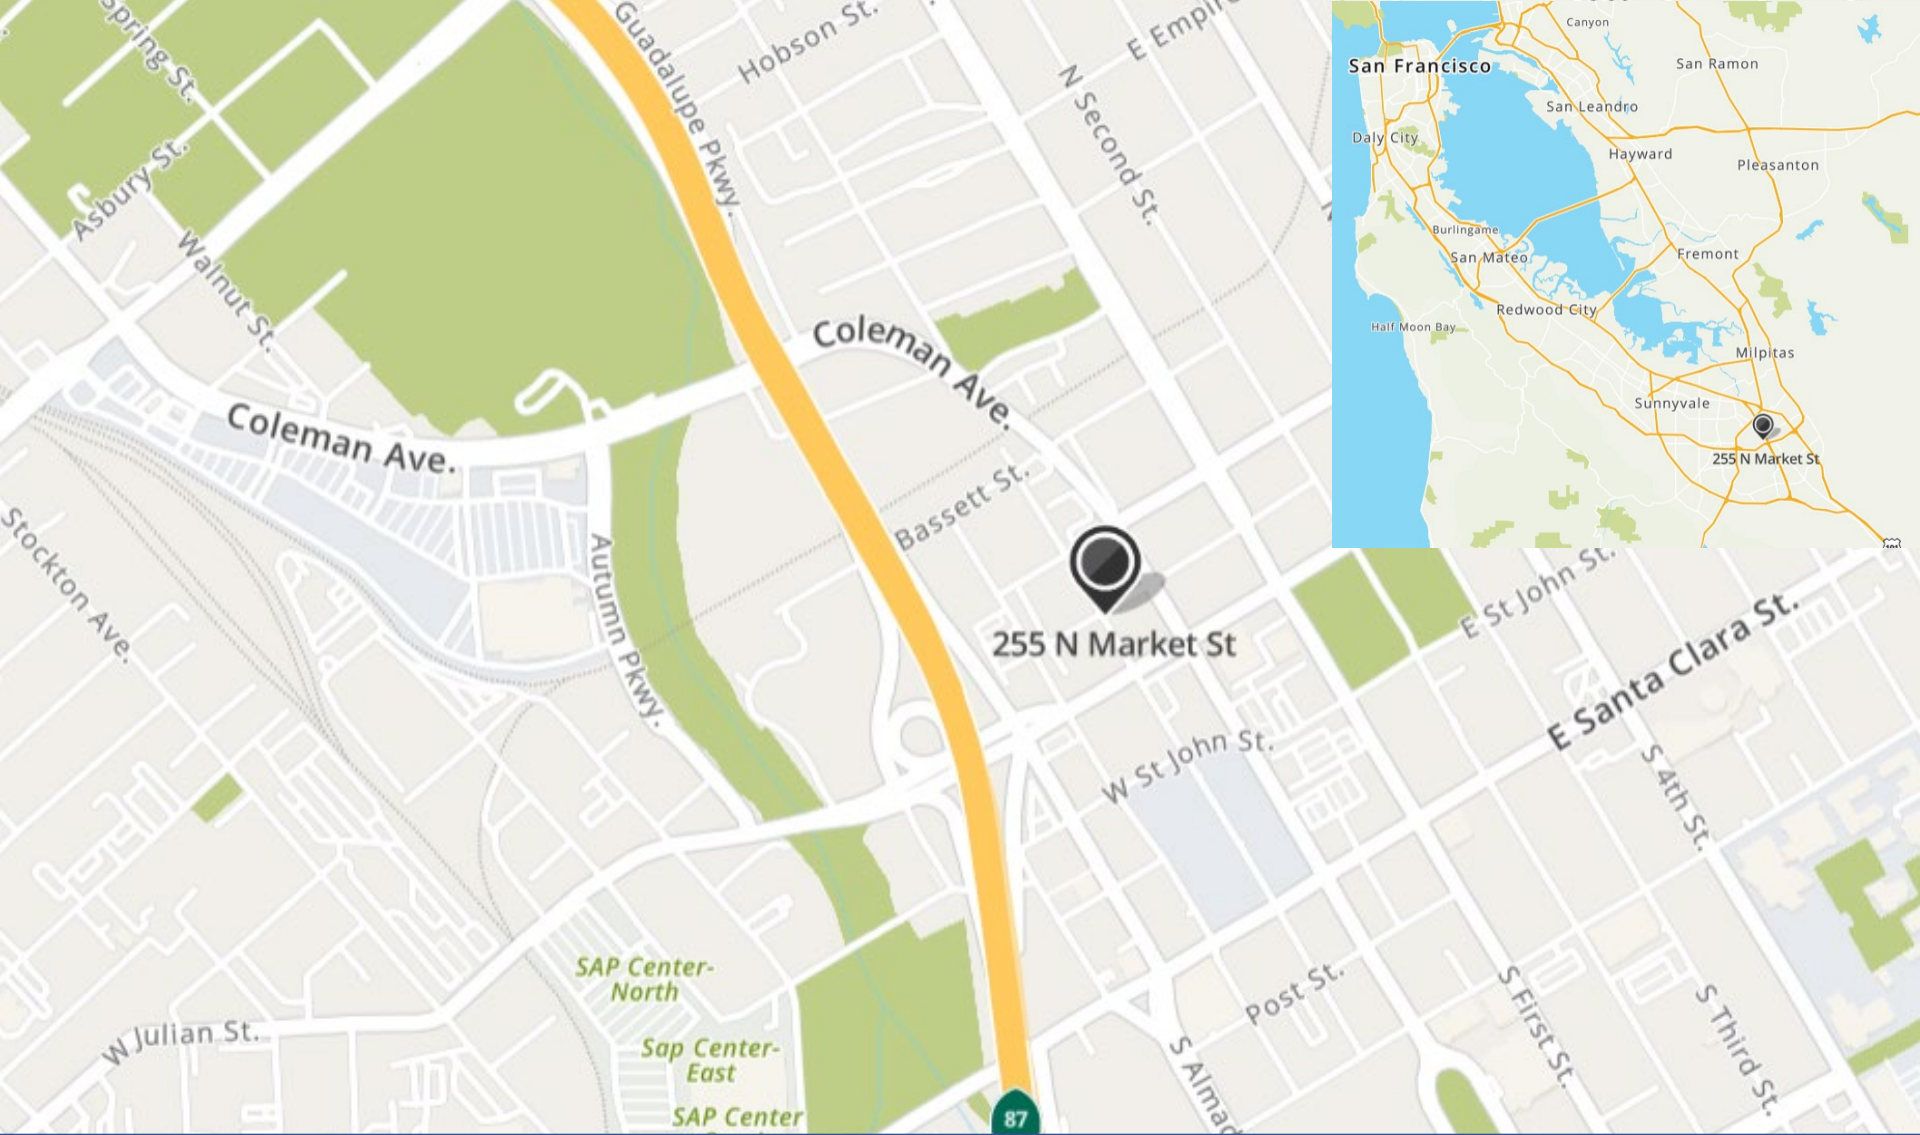 Spring St.
Guadalupe Pkwy.
Hobson St.
N Second St.
E Empire
Asbury St.
Walnut St.
Coleman Ave.
Coleman Ave.
Bassett St.
Stockton Ave.
Autumn Pkwy.
255 N Market St
E St John St.
E Santa Clara St.
W St John St.
S 4th St.
SAP Center-
North
Sap Center-
East
SAP Center
W Julian St.
Post St.
S First St.
S Third St.
S Almad
87
Canyon
San Francisco
San Ramon
San Leandro
Daly City
Hayward
Pleasanton
Burlingame
San Mateo
Fremont
Redwood City
Half Moon Bay
Milpitas
Sunnyvale
255 N Market St
101